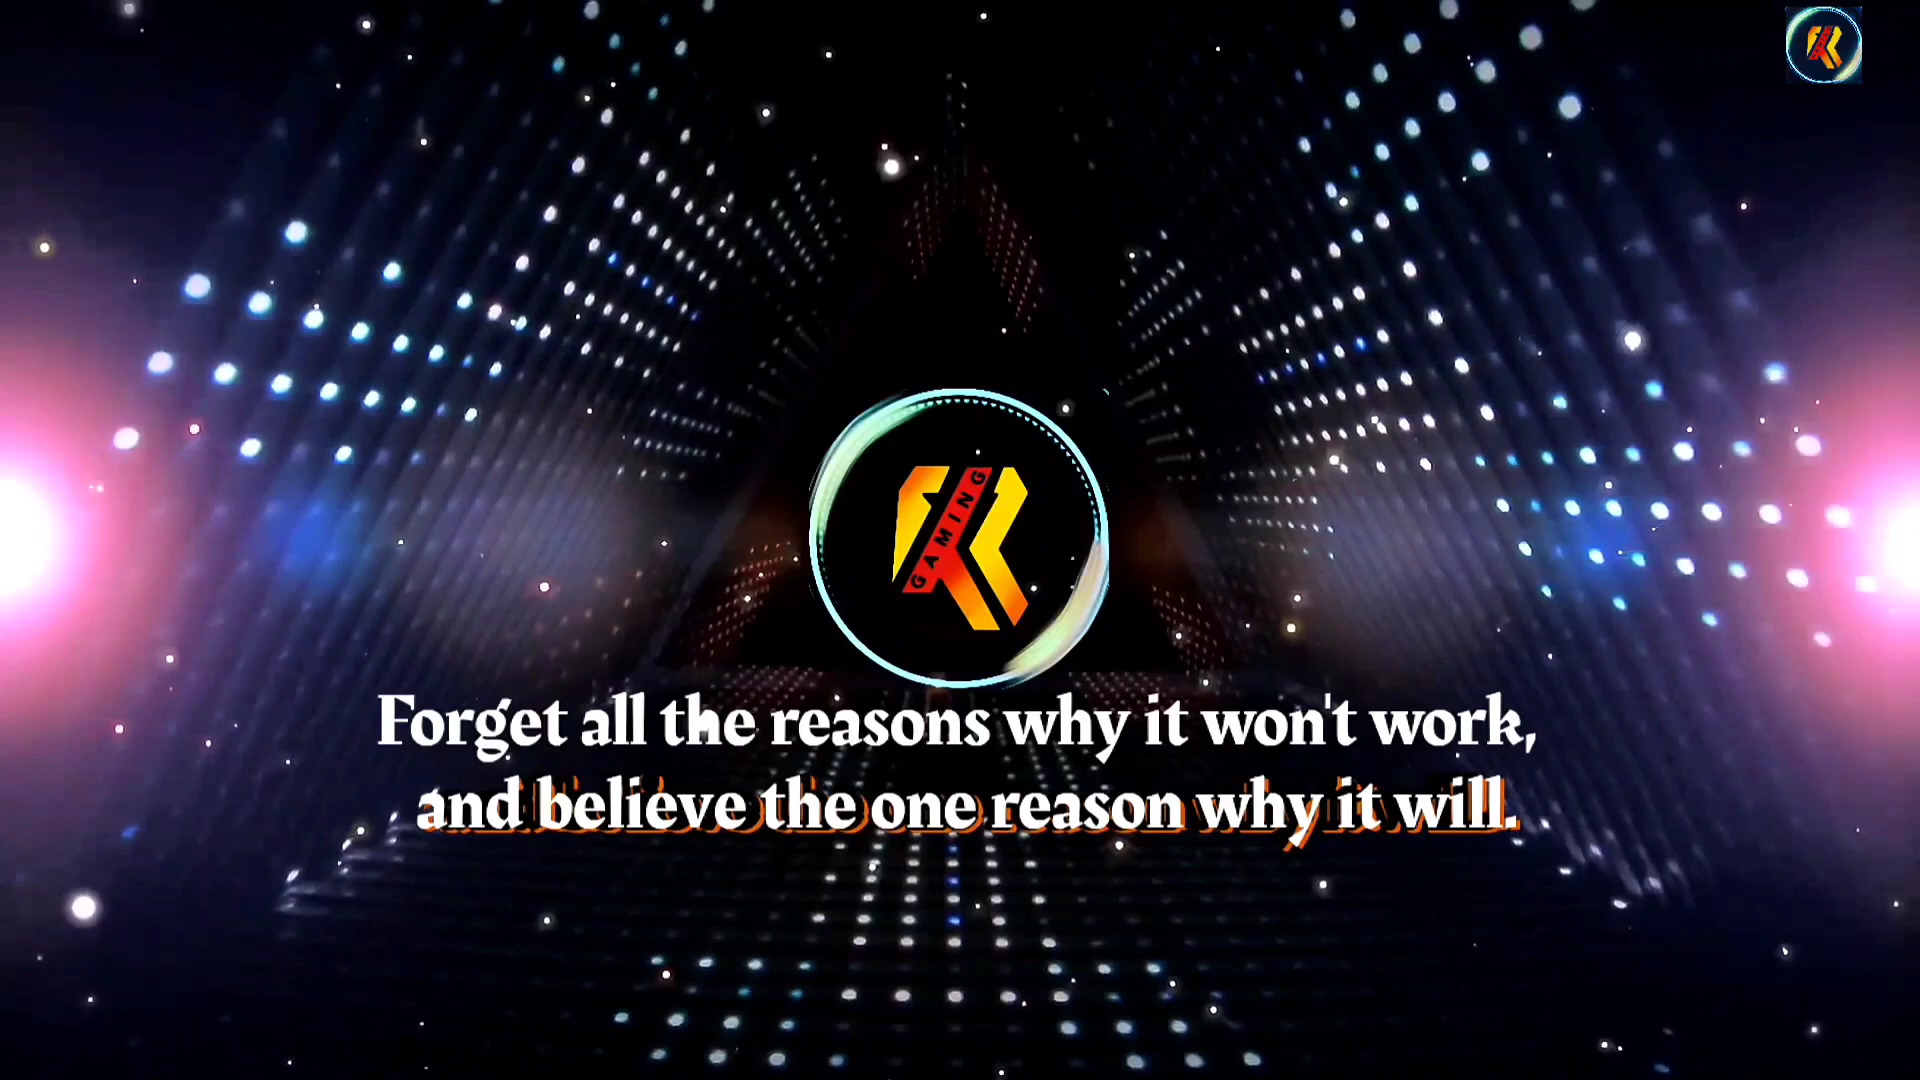 K
GAMING
Forget all the reasons why it won't work,
and believe the one reason why it will.